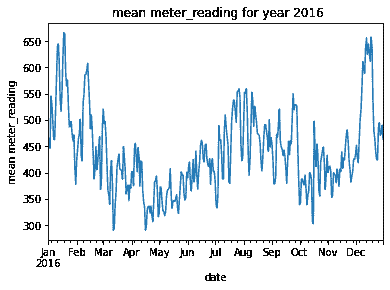 mean meter_reading for year 2016
mean meter_reading
650
600
550
500
450
400
350
300
Jan Feb Mar Apr May Jun Jul Aug Sep Oct Nov Dec
2016
date